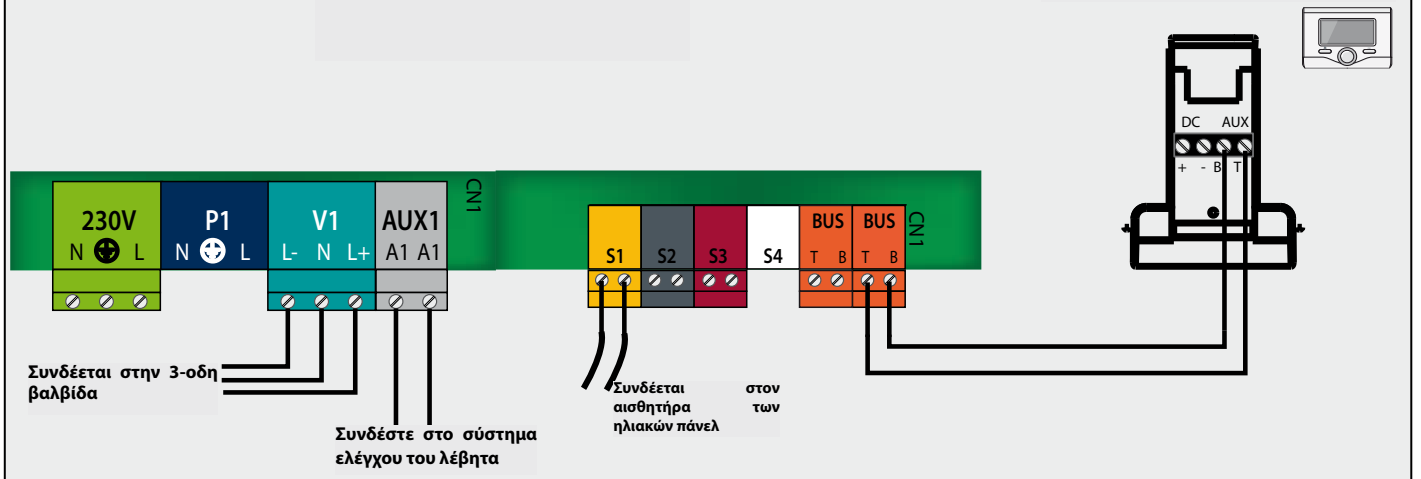 DC AUX
+ - B T
230V P1 V1 AUX1 CN1
N L N L L- N L+ A1 A1
BUS BUS CN1
S1 S2 S3 S4 T B T B
Συνδέεται στην 3-οδη
βαλβίδα
Συνδέεται στον
αισθητήρα των
ηλιακών πάνελ
Συνδέστε στο σύστημα
ελέγχου του λέβητα